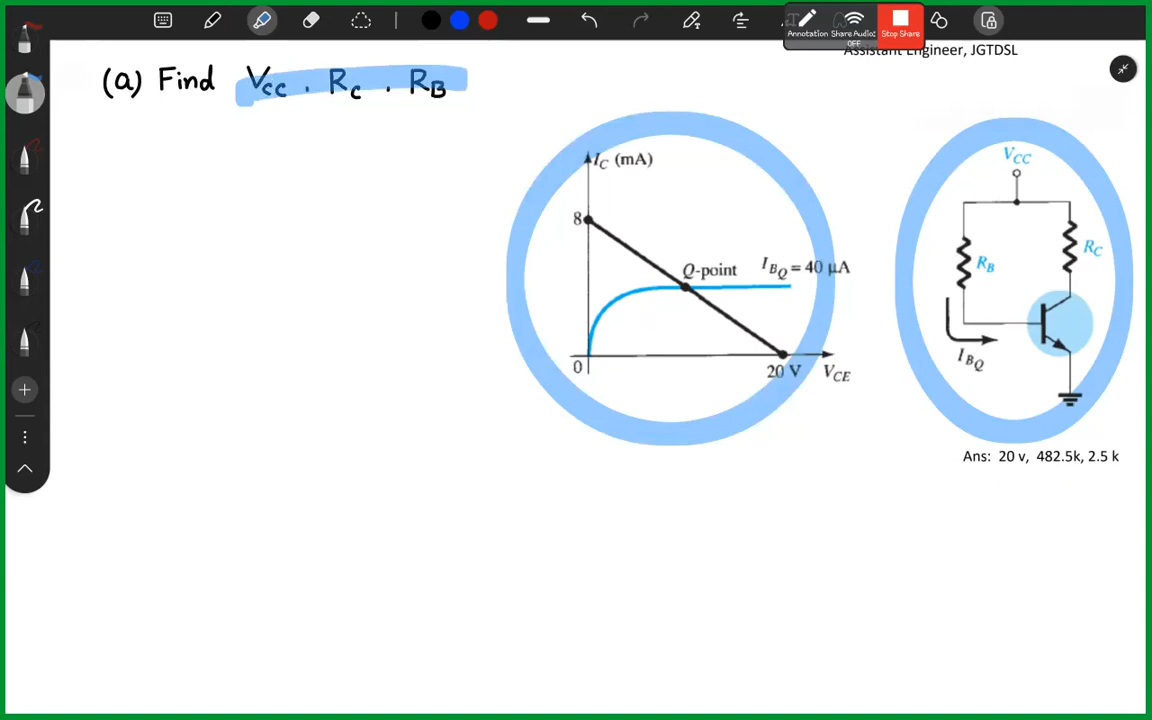 Annotation Share Audio: OFF Stop Share
Assistant Engineer, JGTDSL
(a) Find VCC . RC . RB
IC (mA)
8
Q-point IBQ = 40 μA
0
20 V VCE
VCC
RB
RC
IBQ
Ans: 20 v, 482.5k, 2.5 k